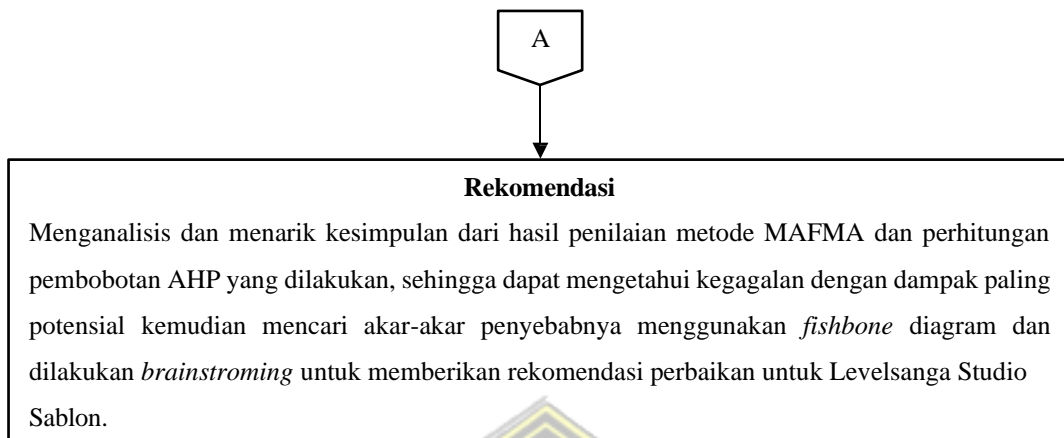 A
Rekomendasi
Menganalisis dan menarik kesimpulan dari hasil penilaian metode MAFMA dan perhitungan
pembobotan AHP yang dilakukan, sehingga dapat mengetahui kegagalan dengan dampak paling
potensial kemudian mencari akar-akar penyebabnya menggunakan fishbone diagram dan
dilakukan brainstroming untuk memberikan rekomendasi perbaikan untuk Levelsanga Studio
Sablon.